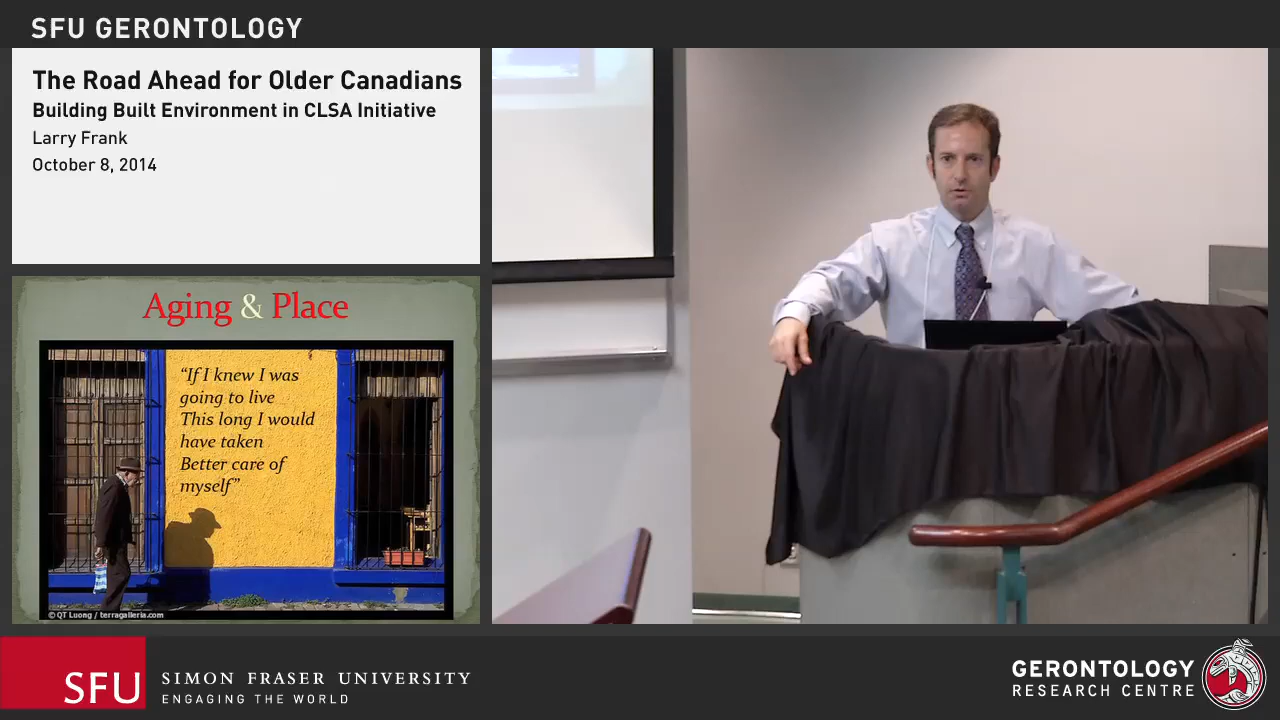 SFU GERONTOLOGY
The Road Ahead for Older Canadians
Building Built Environment in CLSA Initiative
Larry Frank
October 8, 2014
Aging & Place
“If I knew I was
going to live
This long I would
have taken
Better care of
myself”
© QT Luong / terragalleria.com
SFU
SIMON FRASER UNIVERSITY
ENGAGING THE WORLD
GERONTOLOGY
RESEARCH CENTRE